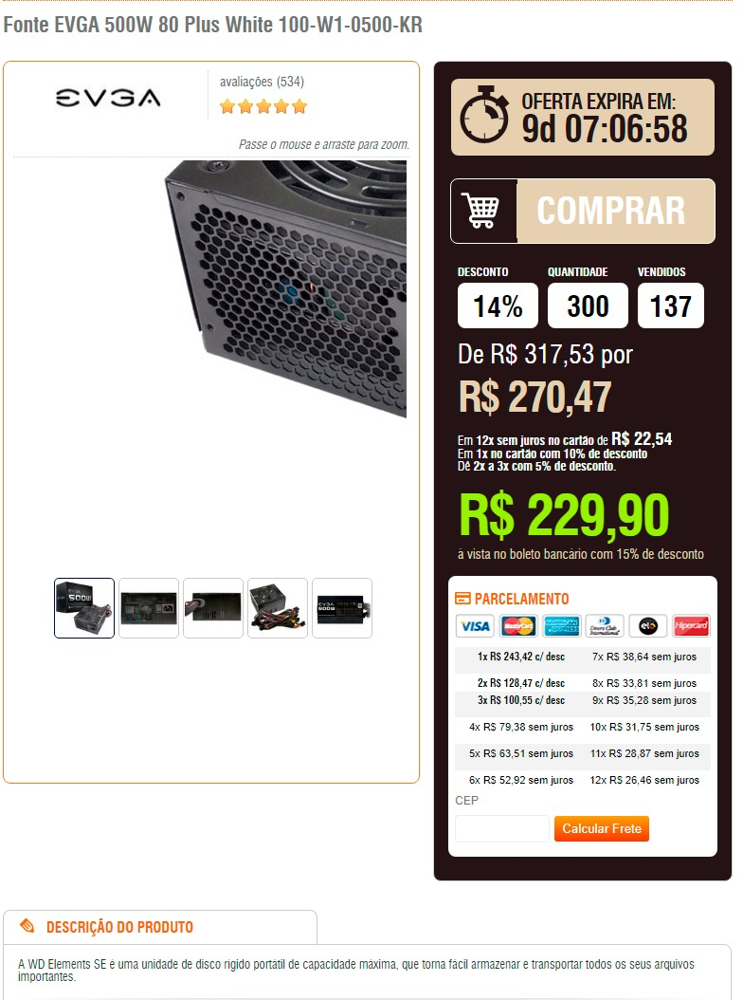 Fonte EVGA 500W 80 Plus White 100-W1-0500-KR
EVGA
avaliações (534)
Passe o mouse e arraste para zoom.
OFERTA EXPIRA EM:
9d 07:06:58
COMPRAR
DESCONTO QUANTIDADE VENDIDOS
14% 300 137
De R$ 317,53 por
R$ 270,47
Em 12x sem juros no cartão de R$ 22,54
Em 1x no cartão com 10% de desconto
Dê 2x a 3x com 5% de desconto.
R$ 229,90
à vista no boleto bancário com 15% de desconto
EVGA
500W
EVGA
500W
PARCELAMENTO
VISA MasterCard Diners Club International elo Hipercard
1x R$ 243,42 c/ desc 7x R$ 38,64 sem juros
2x R$ 128,47 c/ desc 8x R$ 33,81 sem juros
3x R$ 100,55 c/ desc 9x R$ 35,28 sem juros
4x R$ 79,38 sem juros 10x R$ 31,75 sem juros
5x R$ 63,51 sem juros 11x R$ 28,87 sem juros
6x R$ 52,92 sem juros 12x R$ 26,46 sem juros
CEP
Calcular Frete
DESCRIÇÃO DO PRODUTO
A WD Elements SE é uma unidade de disco rígido portátil de capacidade máxima, que torna fácil armazenar e transportar todos os seus arquivos
importantes.